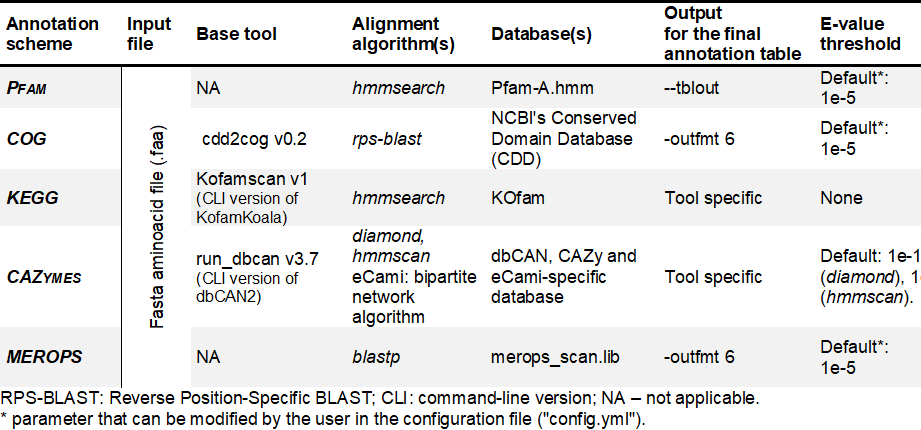 Annotation scheme | Input file | Base tool | Alignment algorithm(s) | Database(s) | Output for the final annotation table | E-value threshold
Fasta aminoacid file (.faa)
PFAM | NA | hmmsearch | Pfam-A.hmm | --tblout | Default*: 1e-5
COG | cdd2cog v0.2 | rps-blast | NCBI's Conserved Domain Database (CDD) | -outfmt 6 | Default*: 1e-5
KEGG | Kofamscan v1 (CLI version of KofamKoala) | hmmsearch | KOfam | Tool specific | None
CAZYMES | run_dbcan v3.7 (CLI version of dbCAN2) | diamond, hmmscan eCami: bipartite network algorithm | dbCAN, CAZy and eCami-specific database | Tool specific | Default: 1e-1 (diamond), 1 (hmmscan).
MEROPS | NA | blastp | merops_scan.lib | -outfmt 6 | Default*: 1e-5
RPS-BLAST: Reverse Position-Specific BLAST; CLI: command-line version; NA – not applicable.
* parameter that can be modified by the user in the configuration file ("config.yml").